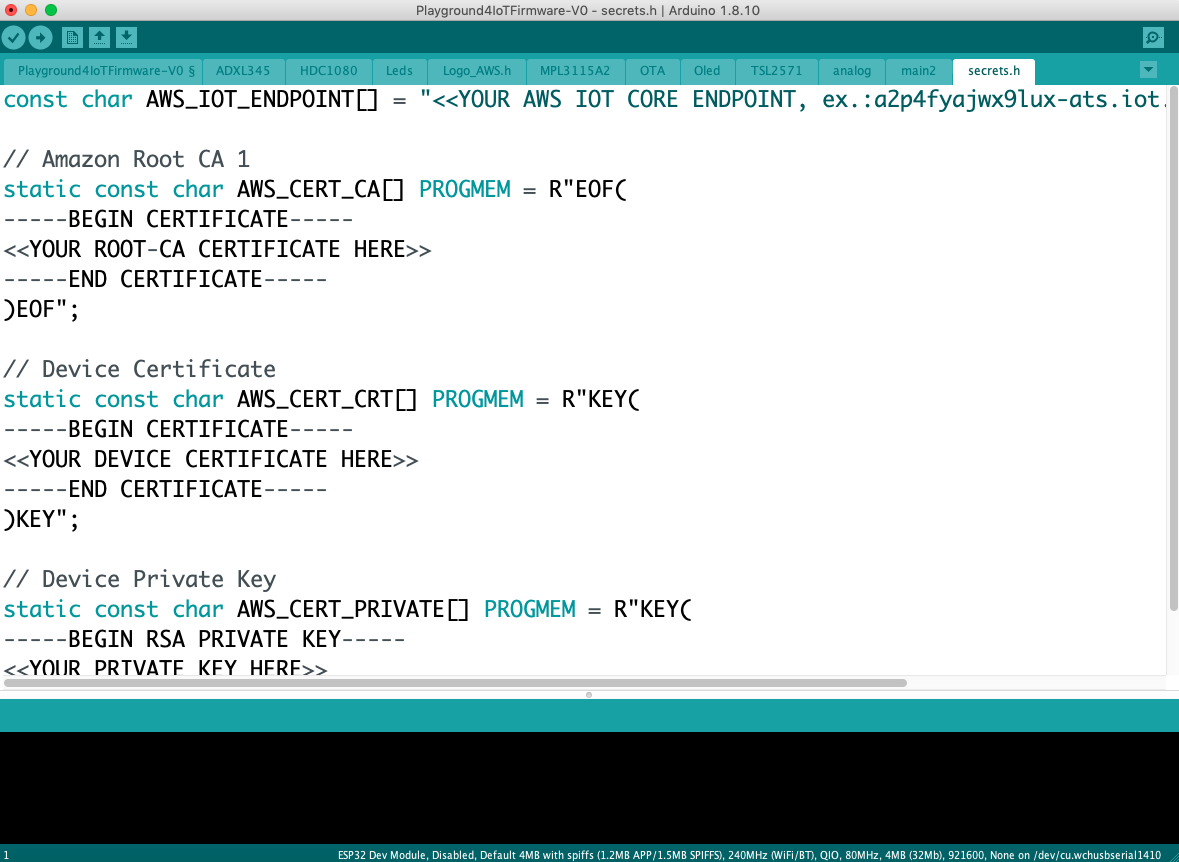 Playground4IoTFirmware-V0 - secrets.h | Arduino 1.8.10
Playground4IoTFirmware-V0 § ADXL345 HDC1080 Leds Logo_AWS.h MPL3115A2 OTA Oled TSL2571 analog main2 secrets.h
const char AWS_IOT_ENDPOINT[] = "<<YOUR AWS IOT CORE ENDPOINT, ex.:a2p4fyajwx9lux-ats.iot.
// Amazon Root CA 1
static const char AWS_CERT_CA[] PROGMEM = R"EOF(
-----BEGIN CERTIFICATE-----
<<YOUR ROOT-CA CERTIFICATE HERE>>
-----END CERTIFICATE-----
)EOF";
// Device Certificate
static const char AWS_CERT_CRT[] PROGMEM = R"KEY(
-----BEGIN CERTIFICATE-----
<<YOUR DEVICE CERTIFICATE HERE>>
-----END CERTIFICATE-----
)KEY";
// Device Private Key
static const char AWS_CERT_PRIVATE[] PROGMEM = R"KEY(
-----BEGIN RSA PRIVATE KEY-----
<<YOUR PRIVATE KEY HERE>>
1 ESP32 Dev Module, Disabled, Default 4MB with spiffs (1.2MB APP/1.5MB SPIFFS), 240MHz (WiFi/BT), QIO, 80MHz, 4MB (32Mb), 921600, None on /dev/cu.wchusbserial1410